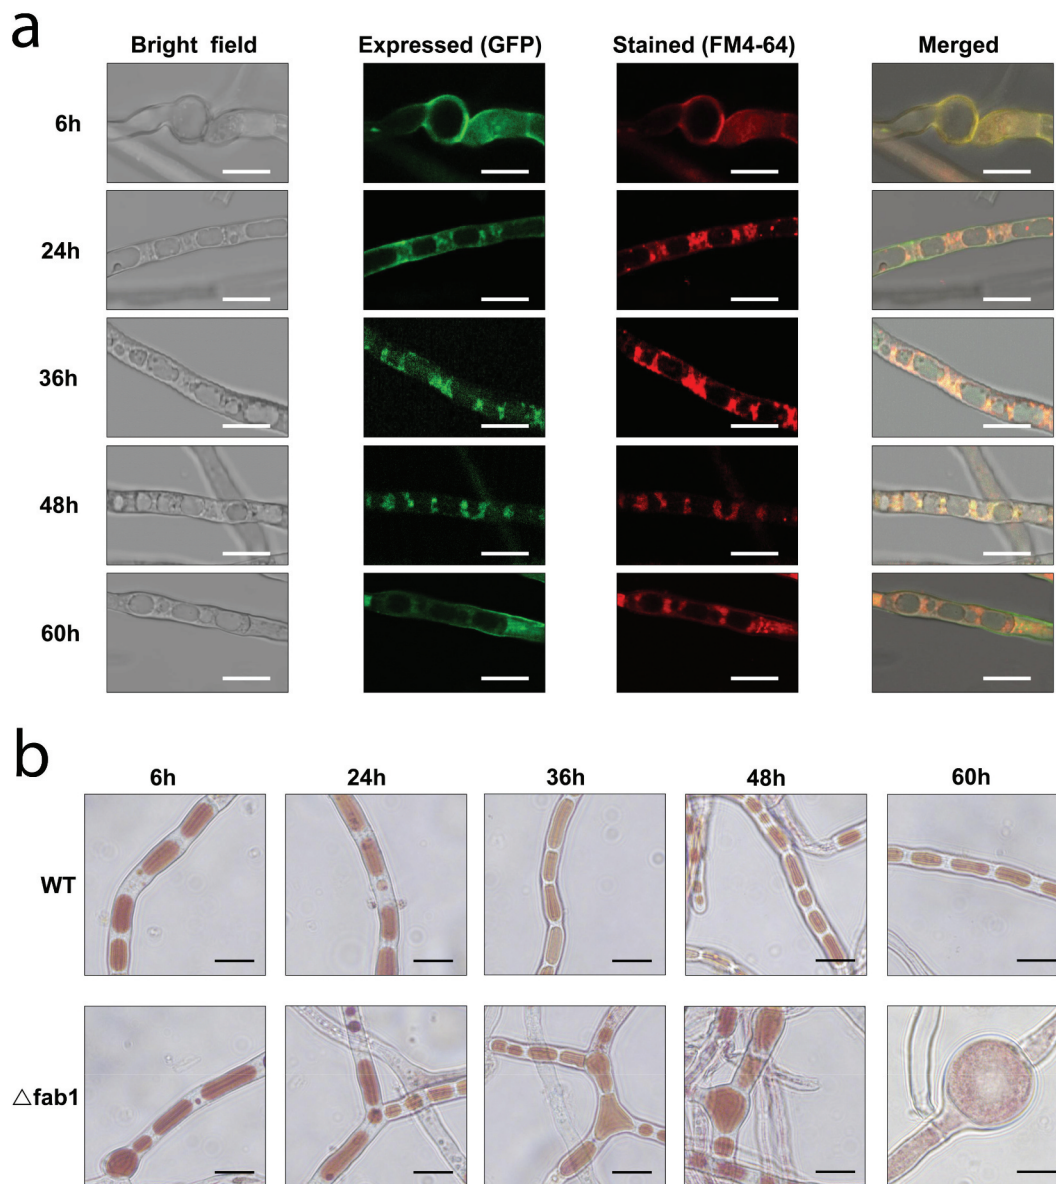 a
Bright field Expressed (GFP) Stained (FM4-64) Merged
6h
24h
36h
48h
60h
b
6h 24h 36h 48h 60h
WT
△fab1